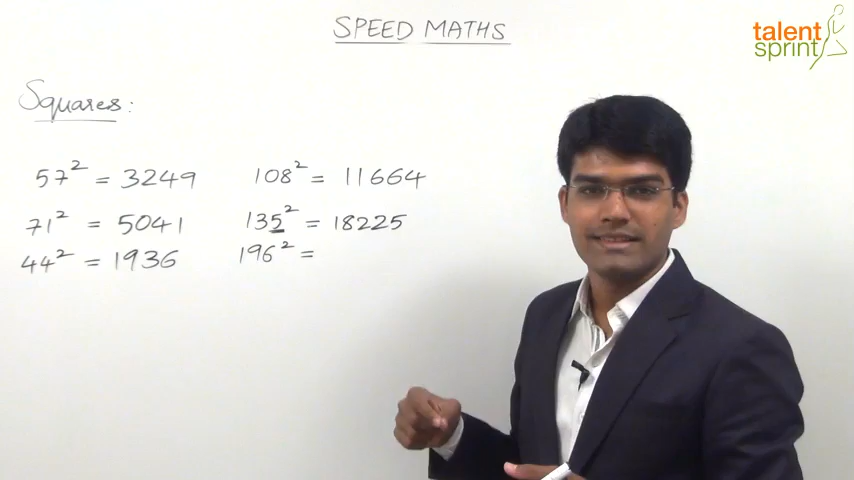 SPEED MATHS
talent
sprint
Squares:
57² = 3249
108² = 11664
71² = 5041
135² = 18225
44² = 1936
196² =